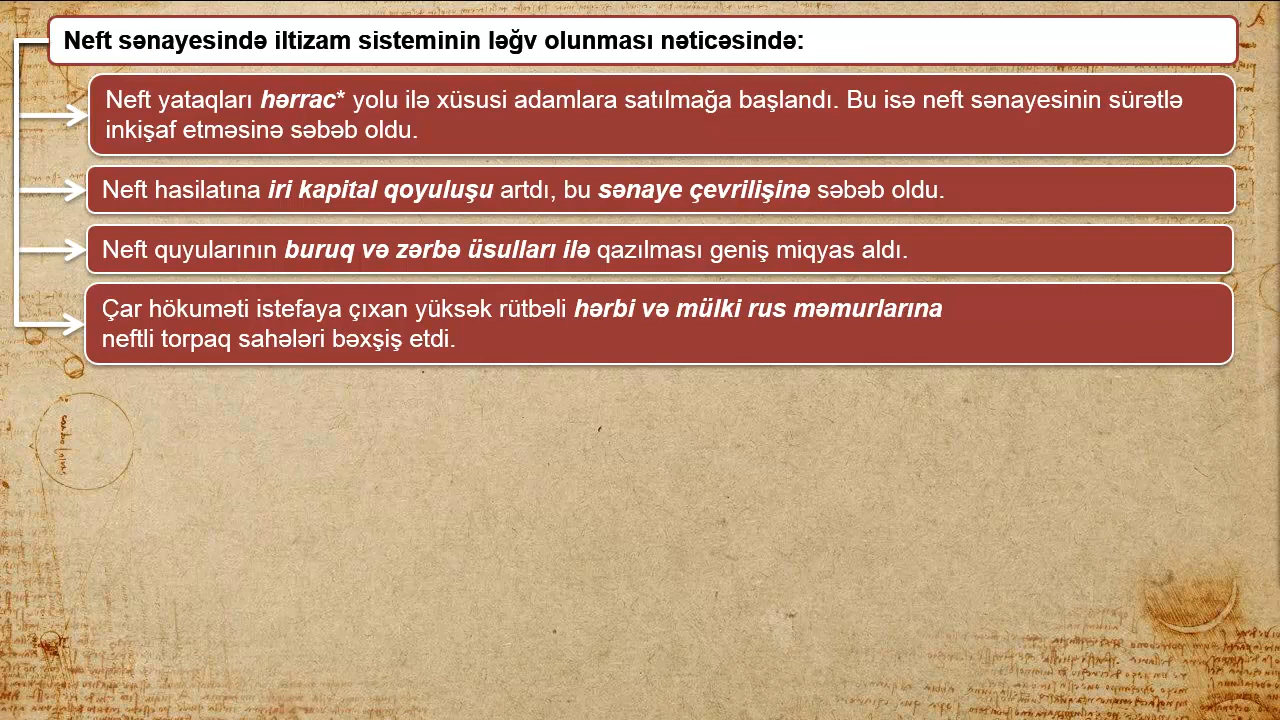 Neft sənayesində iltizam sisteminin ləğv olunması nəticəsində:
Neft yataqları hərrac* yolu ilə xüsusi adamlara satılmağa başlandı. Bu isə neft sənayesinin sürətlə
inkişaf etməsinə səbəb oldu.
Neft hasilatına iri kapital qoyuluşu artdı, bu sənaye çevrilişinə səbəb oldu.
Neft quyularının buruq və zərbə üsulları ilə qazılması geniş miqyas aldı.
Çar hökuməti istefaya çıxan yüksək rütbəli hərbi və mülki rus məmurlarına
neftli torpaq sahələri bəxşiş etdi.